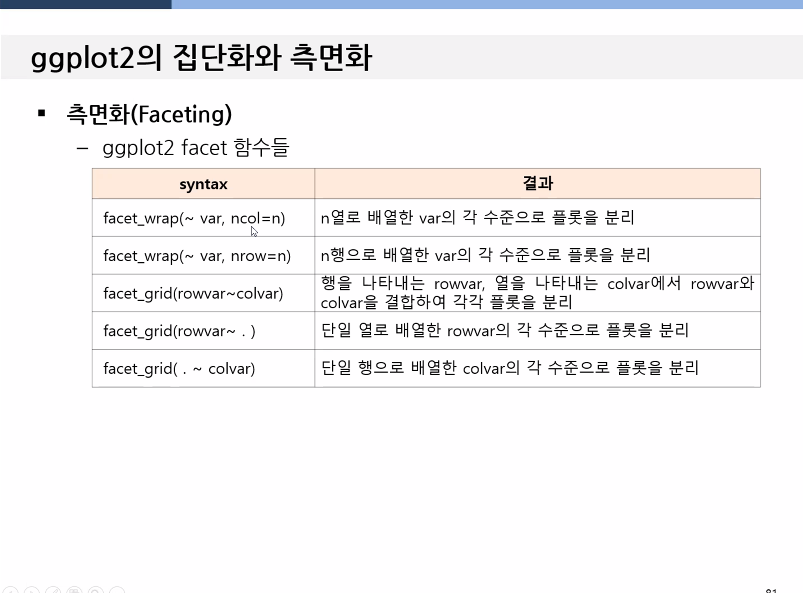 ggplot2의 집단화와 측면화
▪ 측면화(Faceting)
– ggplot2 facet 함수들
syntax 결과
facet_wrap(~ var, ncol=n) n열로 배열한 var의 각 수준으로 플롯을 분리
facet_wrap(~ var, nrow=n) n행으로 배열한 var의 각 수준으로 플롯을 분리
facet_grid(rowvar~colvar) 행을 나타내는 rowvar, 열을 나타내는 colvar에서 rowvar와
colvar을 결합하여 각각 플롯을 분리
facet_grid(rowvar~ . ) 단일 열로 배열한 rowvar의 각 수준으로 플롯을 분리
facet_grid( . ~ colvar) 단일 행으로 배열한 colvar의 각 수준으로 플롯을 분리